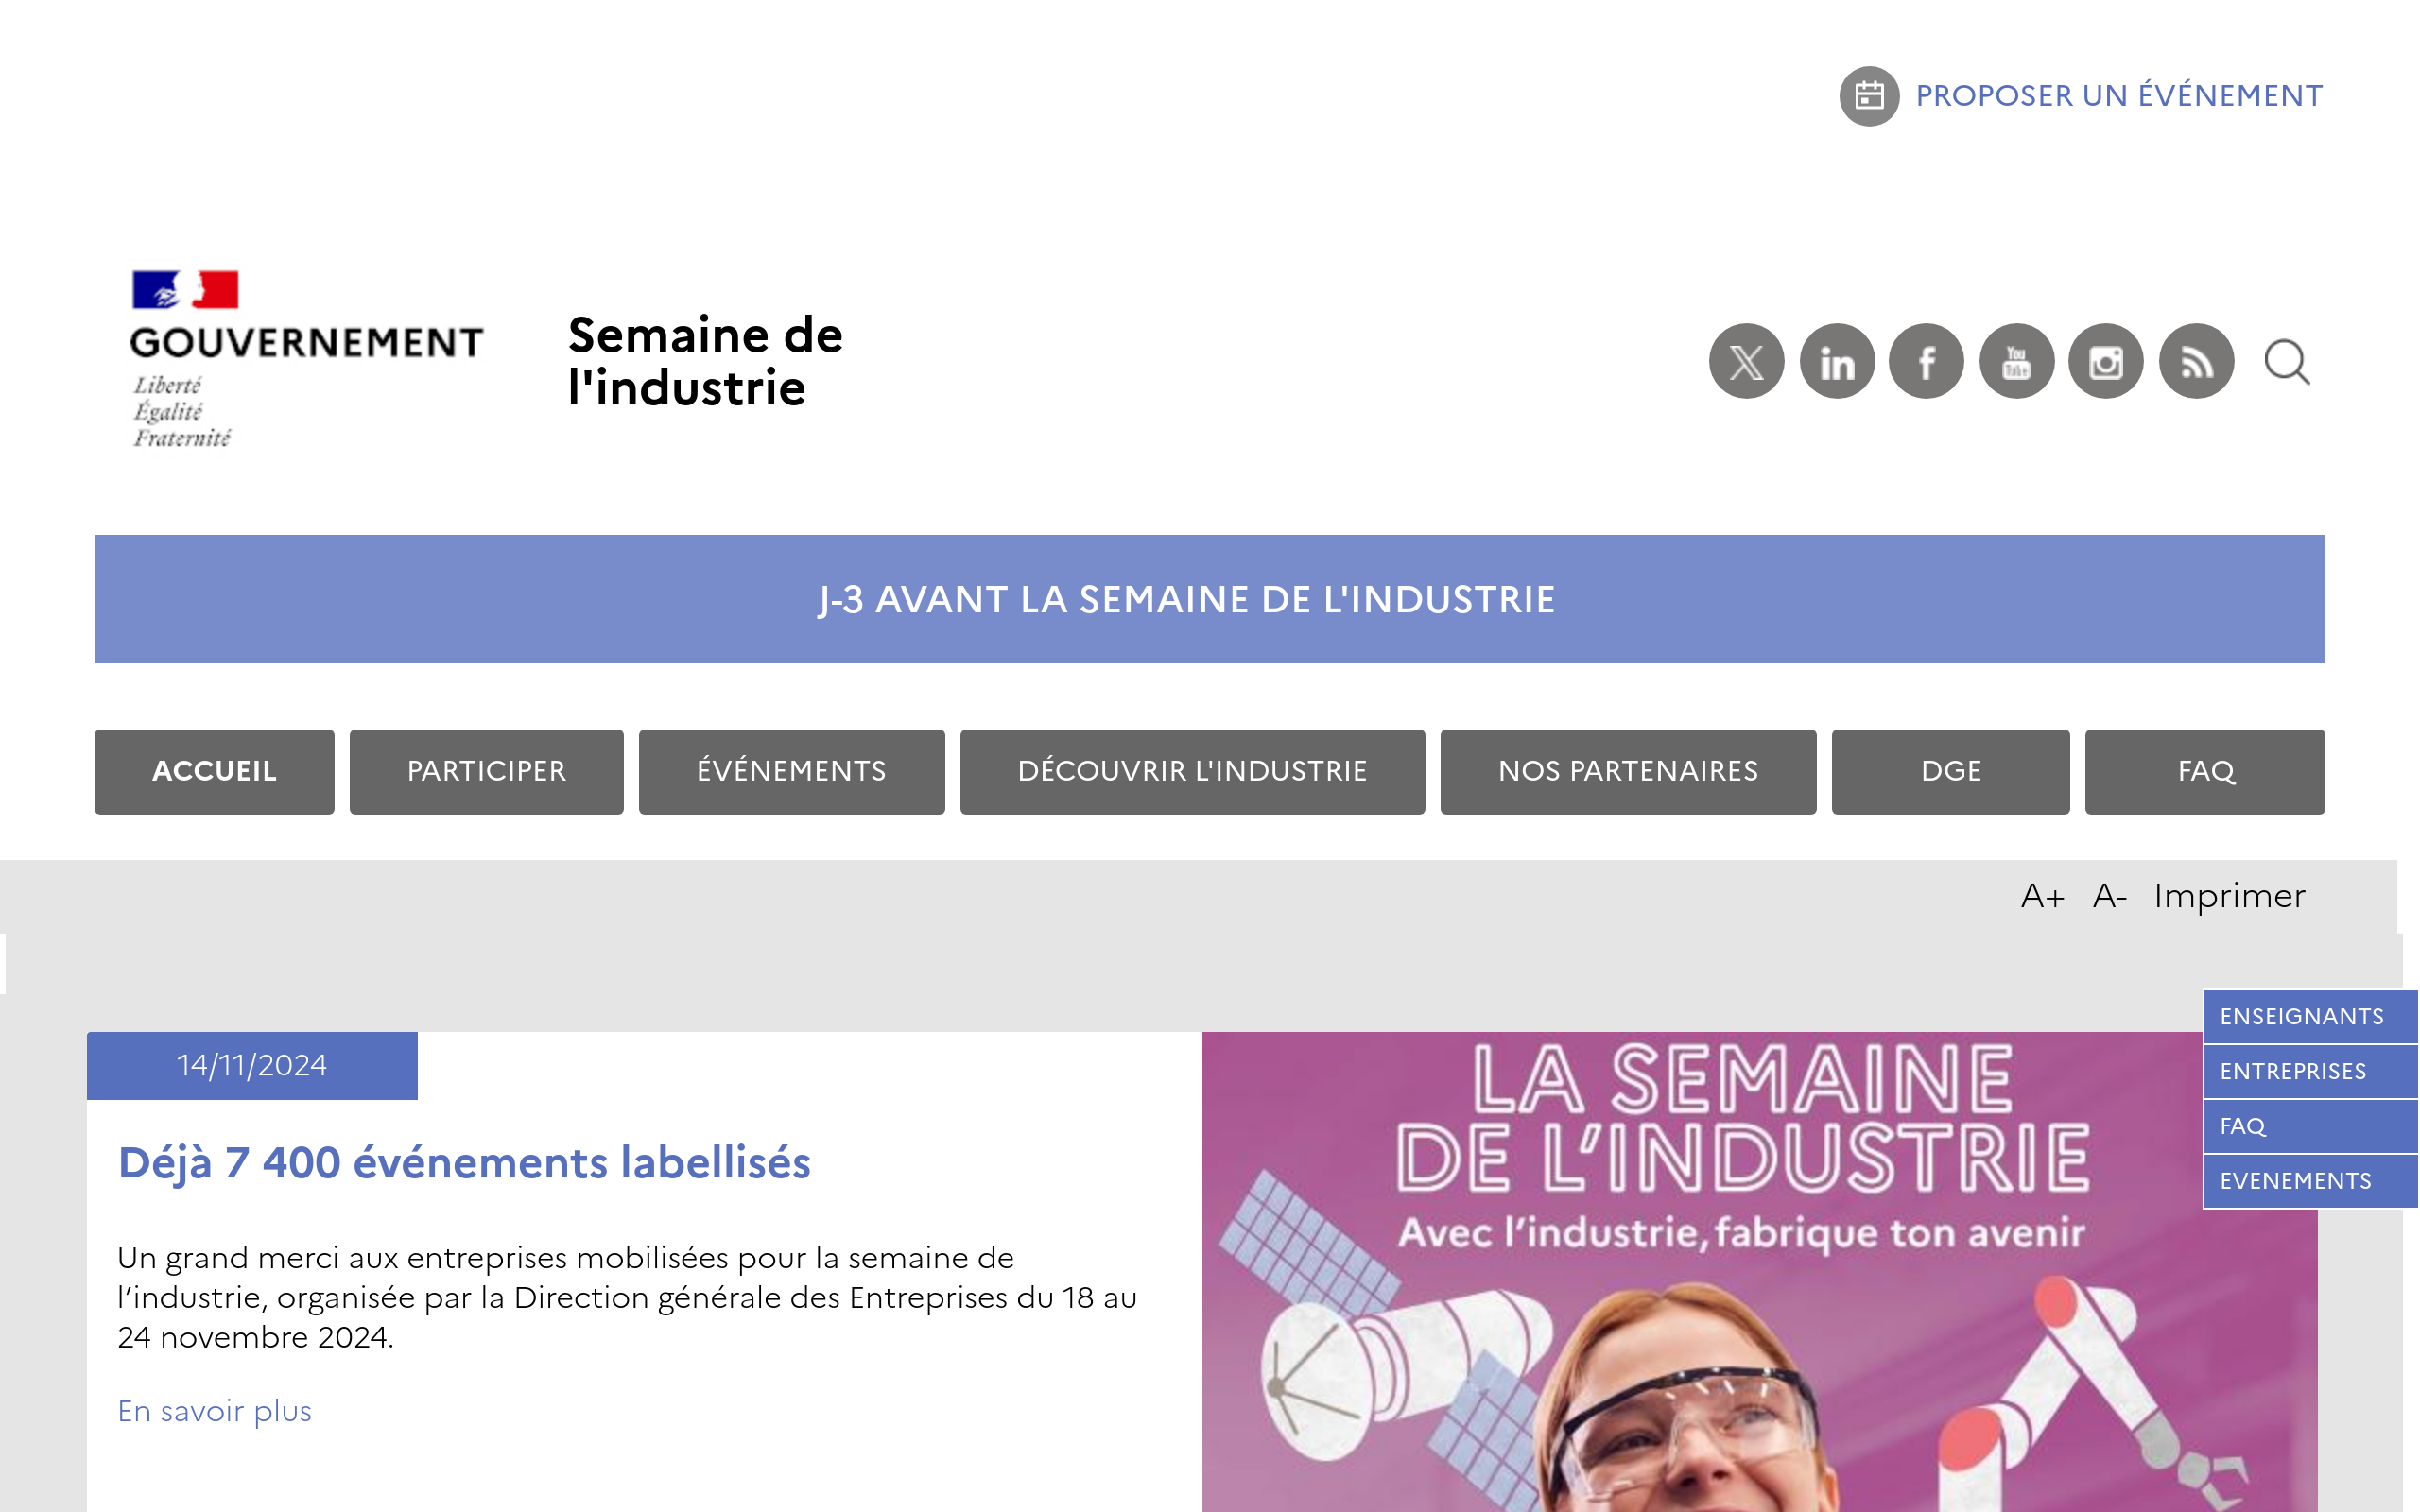 PROPOSER UN ÉVÉNEMENT
GOUVERNEMENT
Liberté
Égalité
Fraternité
Semaine de
l'industrie
You
Tube
J-3 AVANT LA SEMAINE DE L'INDUSTRIE
ACCUEIL
PARTICIPER
ÉVÉNEMENTS
DÉCOUVRIR L'INDUSTRIE
NOS PARTENAIRES
DGE
FAQ
A+ A- Imprimer
ENSEIGNANTS
ENTREPRISES
FAQ
EVENEMENTS
14/11/2024
Déjà 7 400 événements labellisés
Un grand merci aux entreprises mobilisées pour la semaine de
l’industrie, organisée par la Direction générale des Entreprises du 18 au
24 novembre 2024.
En savoir plus
LA SEMAINE
DE L’INDUSTRIE
Avec l’industrie, fabrique ton avenir